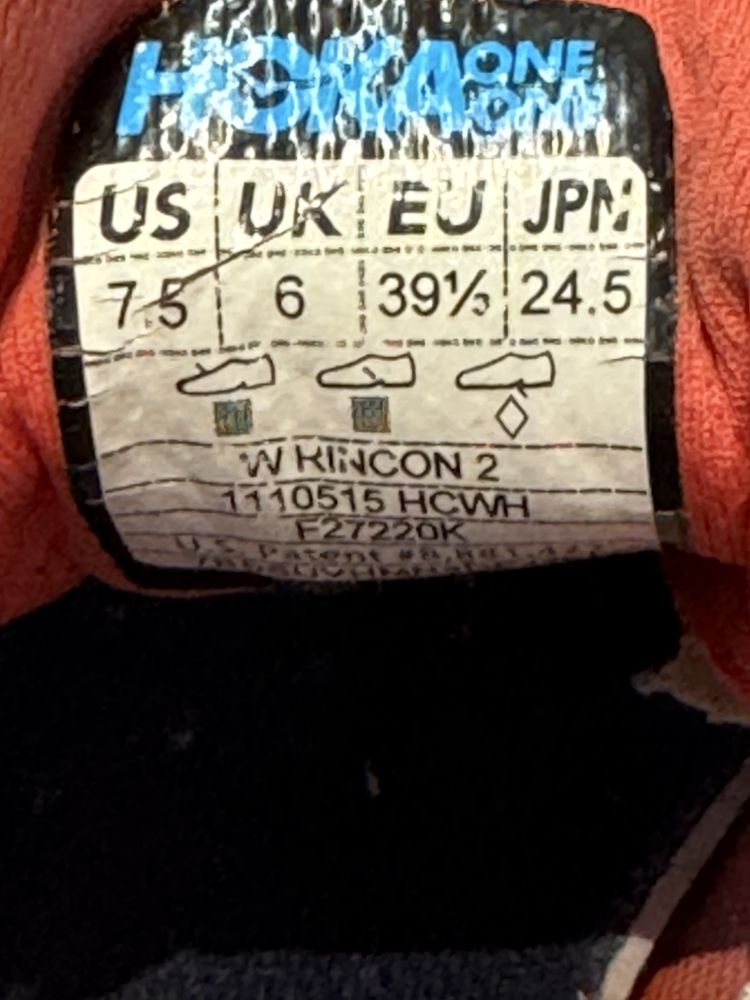 HOKA ONE ONE
US UK EU JPN
7.5 6 39⅓ 24.5
W RINCON 2
1110515 HCWH
F27220K
U.S. Patent